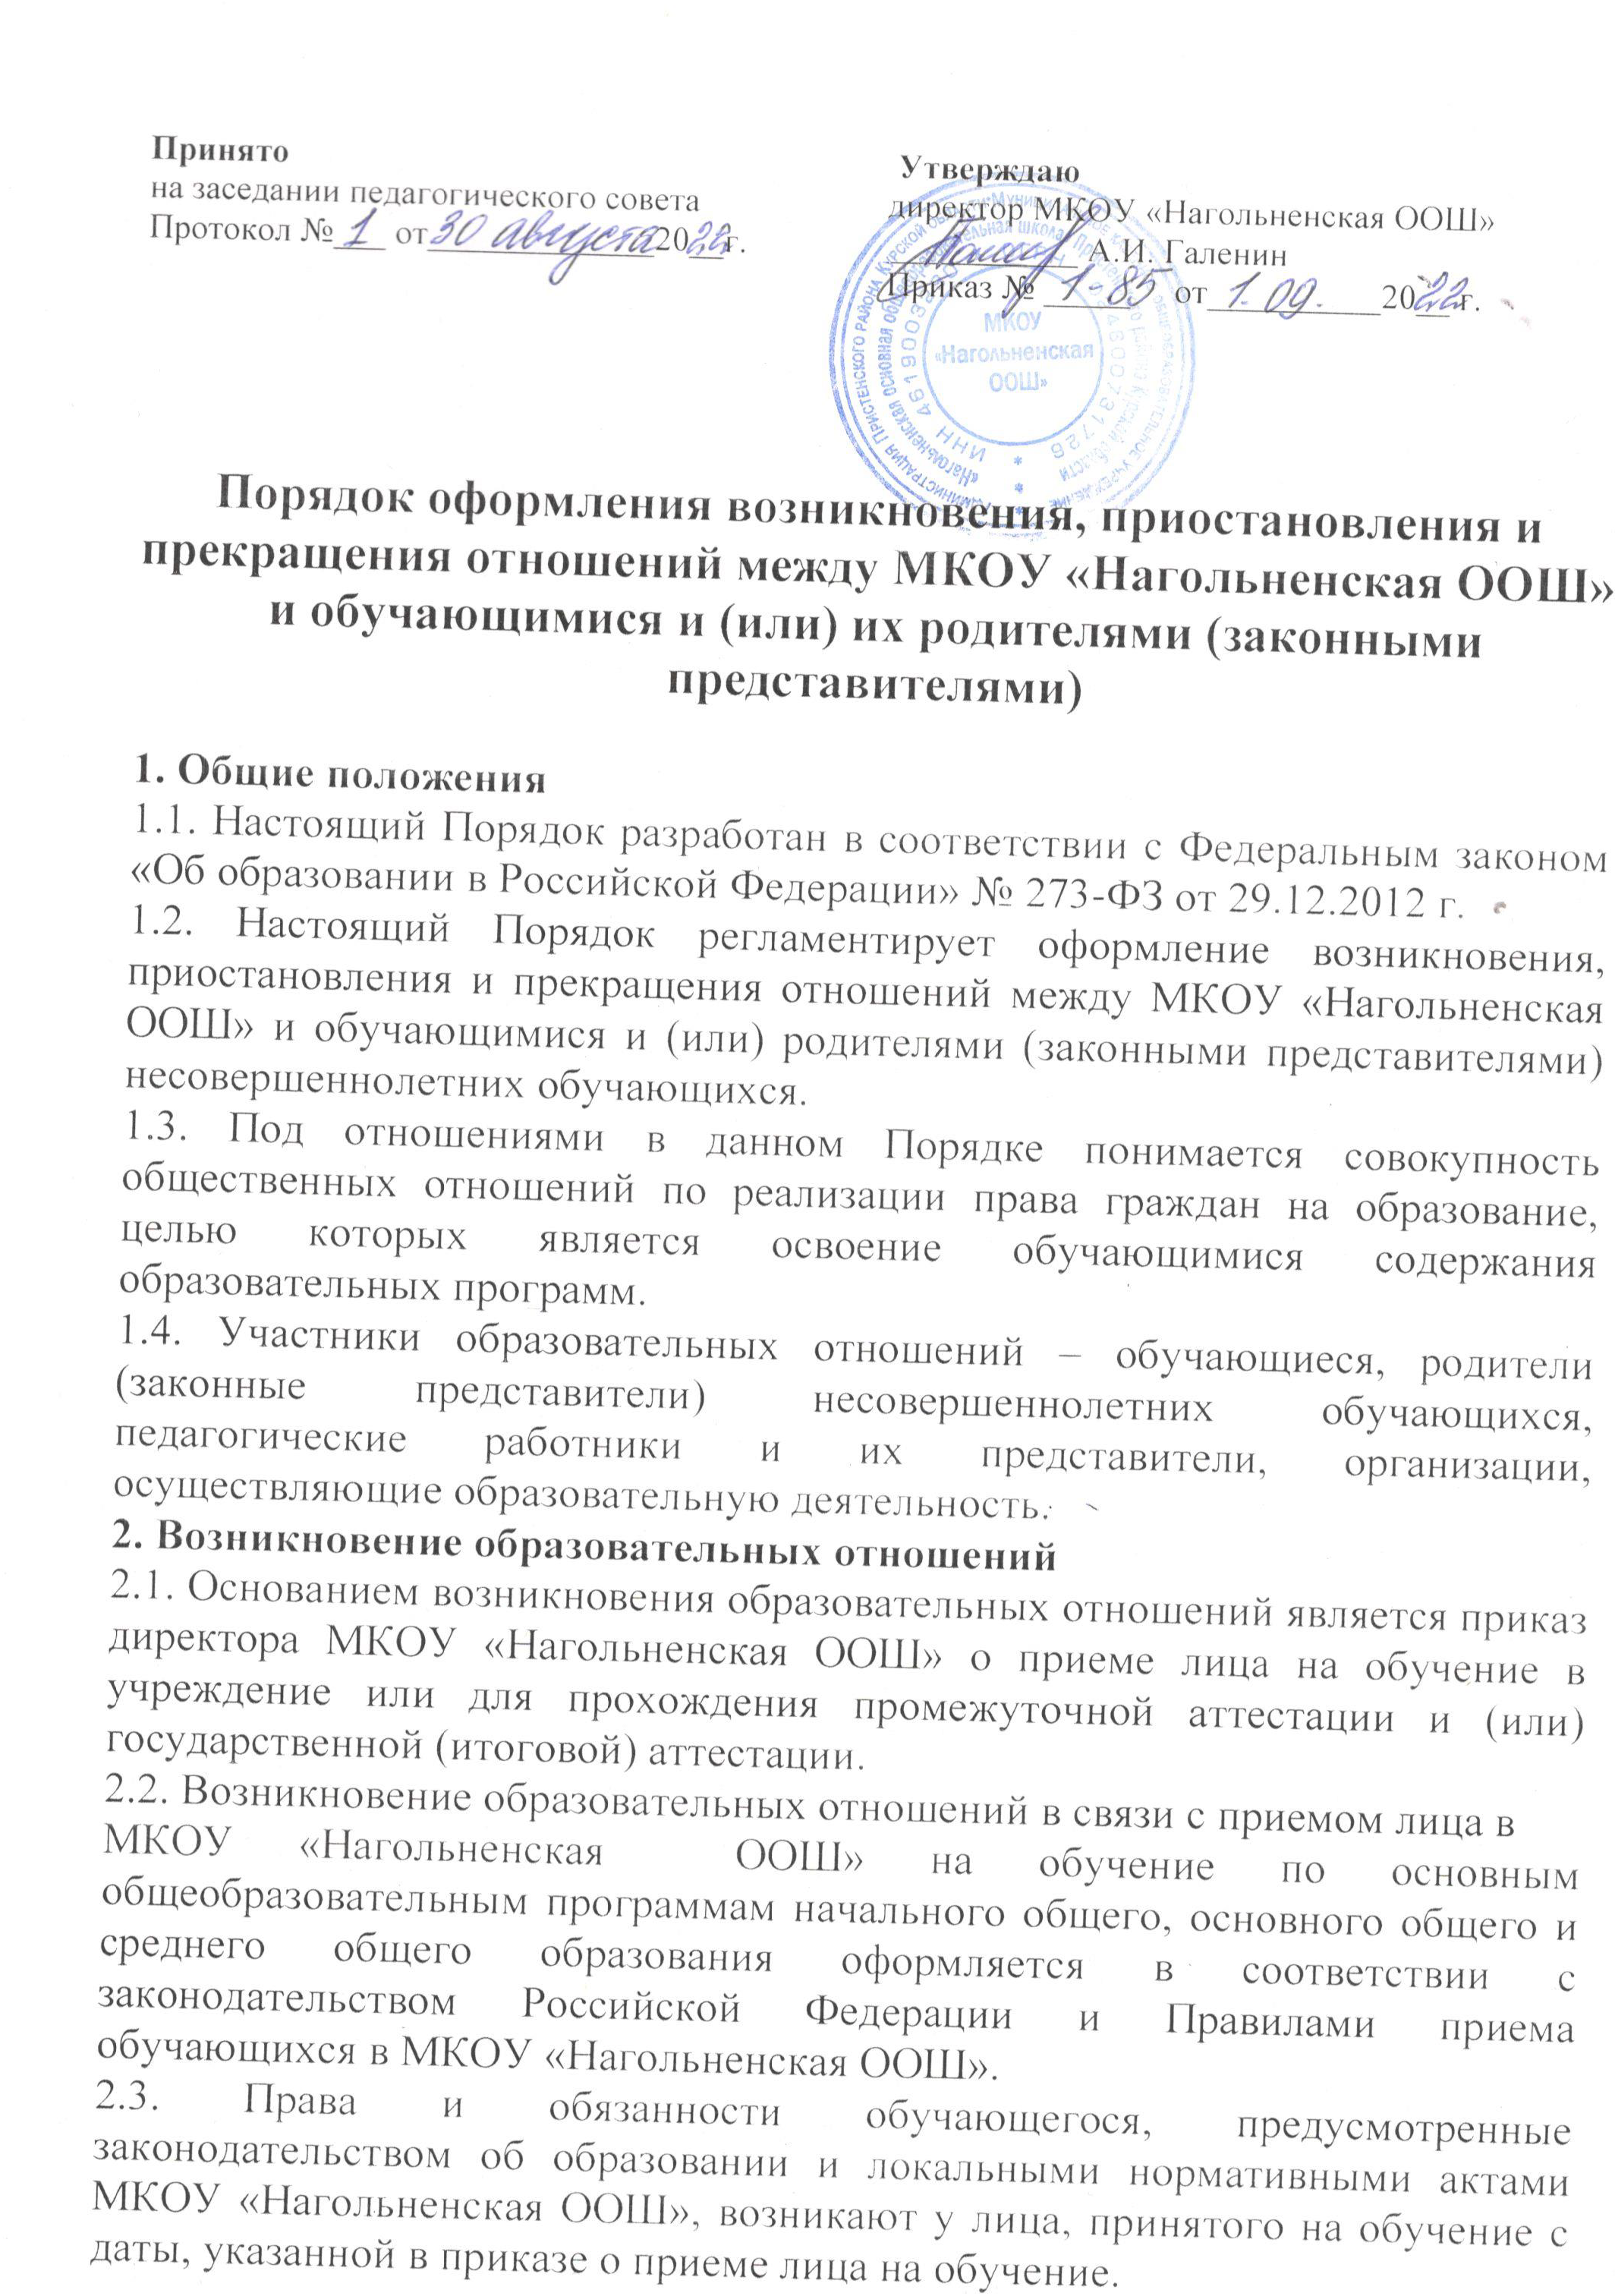 Принято
на заседании педагогического совета
Протокол № 1 от 30 августа 2022 г.
Утверждаю
директор МКОУ «Нагольненская ООШ»
А.И. Галенин
Приказ № 1-85 от 1.09. 2022 г.
МКОУ
«Нагольненская
ООШ»
Порядок оформления возникновения, приостановления и
прекращения отношений между МКОУ «Нагольненская ООШ»
и обучающимися и (или) их родителями (законными
представителями)
1. Общие положения
1.1. Настоящий Порядок разработан в соответствии с Федеральным законом
«Об образовании в Российской Федерации» № 273-ФЗ от 29.12.2012 г.
1.2. Настоящий Порядок регламентирует оформление возникновения,
приостановления и прекращения отношений между МКОУ «Нагольненская
ООШ» и обучающимися и (или) родителями (законными представителями)
несовершеннолетних обучающихся.
1.3. Под отношениями в данном Порядке понимается совокупность
общественных отношений по реализации права граждан на образование,
целью которых является освоение обучающимися содержания
образовательных программ.
1.4. Участники образовательных отношений – обучающиеся, родители
(законные представители) несовершеннолетних обучающихся,
педагогические работники и их представители, организации,
осуществляющие образовательную деятельность.
2. Возникновение образовательных отношений
2.1. Основанием возникновения образовательных отношений является приказ
директора МКОУ «Нагольненская ООШ» о приеме лица на обучение в
учреждение или для прохождения промежуточной аттестации и (или)
государственной (итоговой) аттестации.
2.2. Возникновение образовательных отношений в связи с приемом лица в
МКОУ «Нагольненская ООШ» на обучение по основным
общеобразовательным программам начального общего, основного общего и
среднего общего образования оформляется в соответствии с
законодательством Российской Федерации и Правилами приема
обучающихся в МКОУ «Нагольненская ООШ».
2.3. Права и обязанности обучающегося, предусмотренные
законодательством об образовании и локальными нормативными актами
МКОУ «Нагольненская ООШ», возникают у лица, принятого на обучение с
даты, указанной в приказе о приеме лица на обучение.